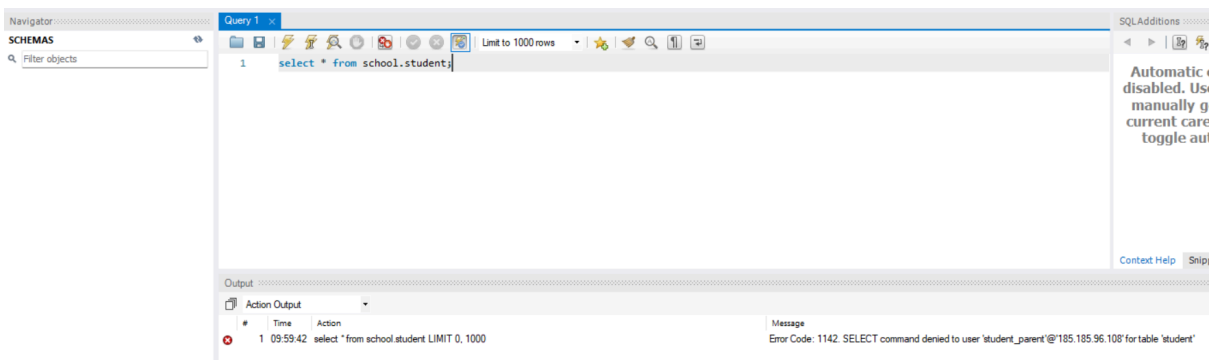 Navigator
SCHEMAS
Filter objects
Query 1 ×
Limit to 1000 rows
1 select * from school.student;
SQLAdditions
Automatic
disabled. Us
manually g
current care
toggle aut
Context Help Snip
Output
Action Output
# Time Action Message
1 09:59:42 select * from school.student LIMIT 0, 1000 Error Code: 1142. SELECT command denied to user 'student_parent'@'185.185.96.108' for table 'student'